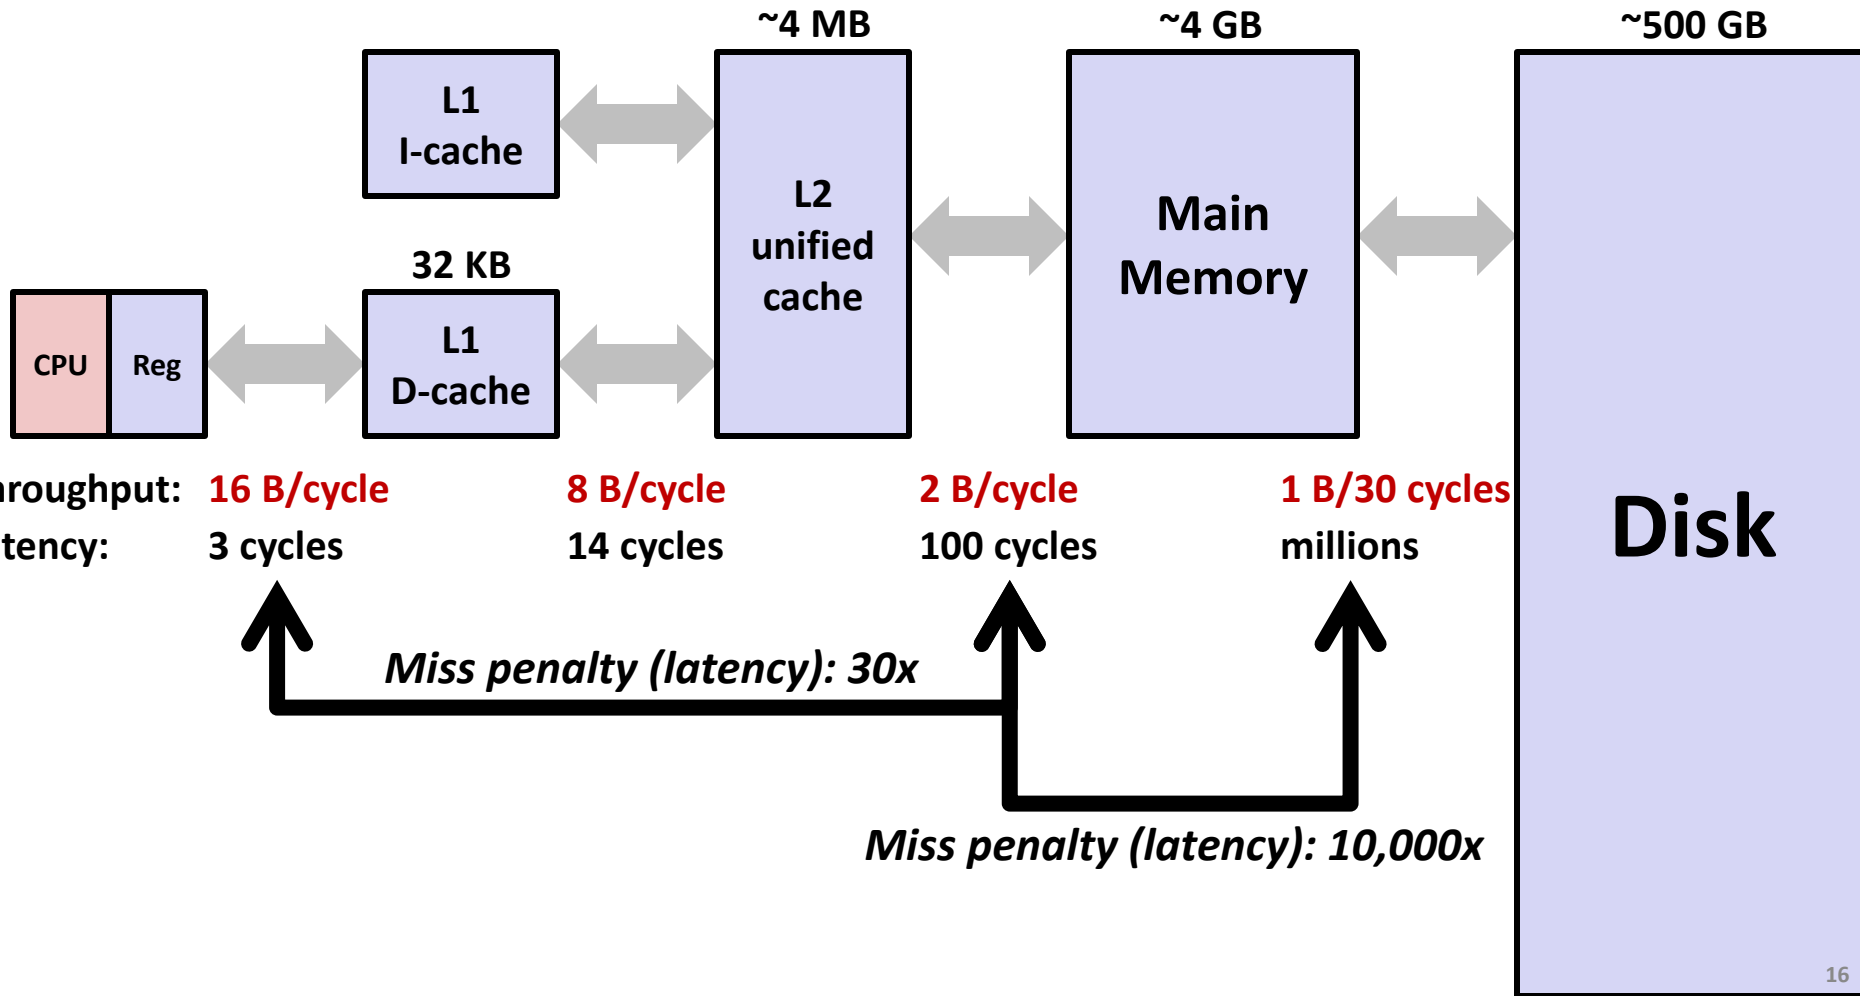 ~4 MB
~4 GB
~500 GB
L1
I-cache
L2
unified
cache
Main
Memory
32 KB
CPU
Reg
L1
D-cache
Disk
hroughput: 16 B/cycle 8 B/cycle 2 B/cycle 1 B/30 cycles
tency: 3 cycles 14 cycles 100 cycles millions
Miss penalty (latency): 30x
Miss penalty (latency): 10,000x
16